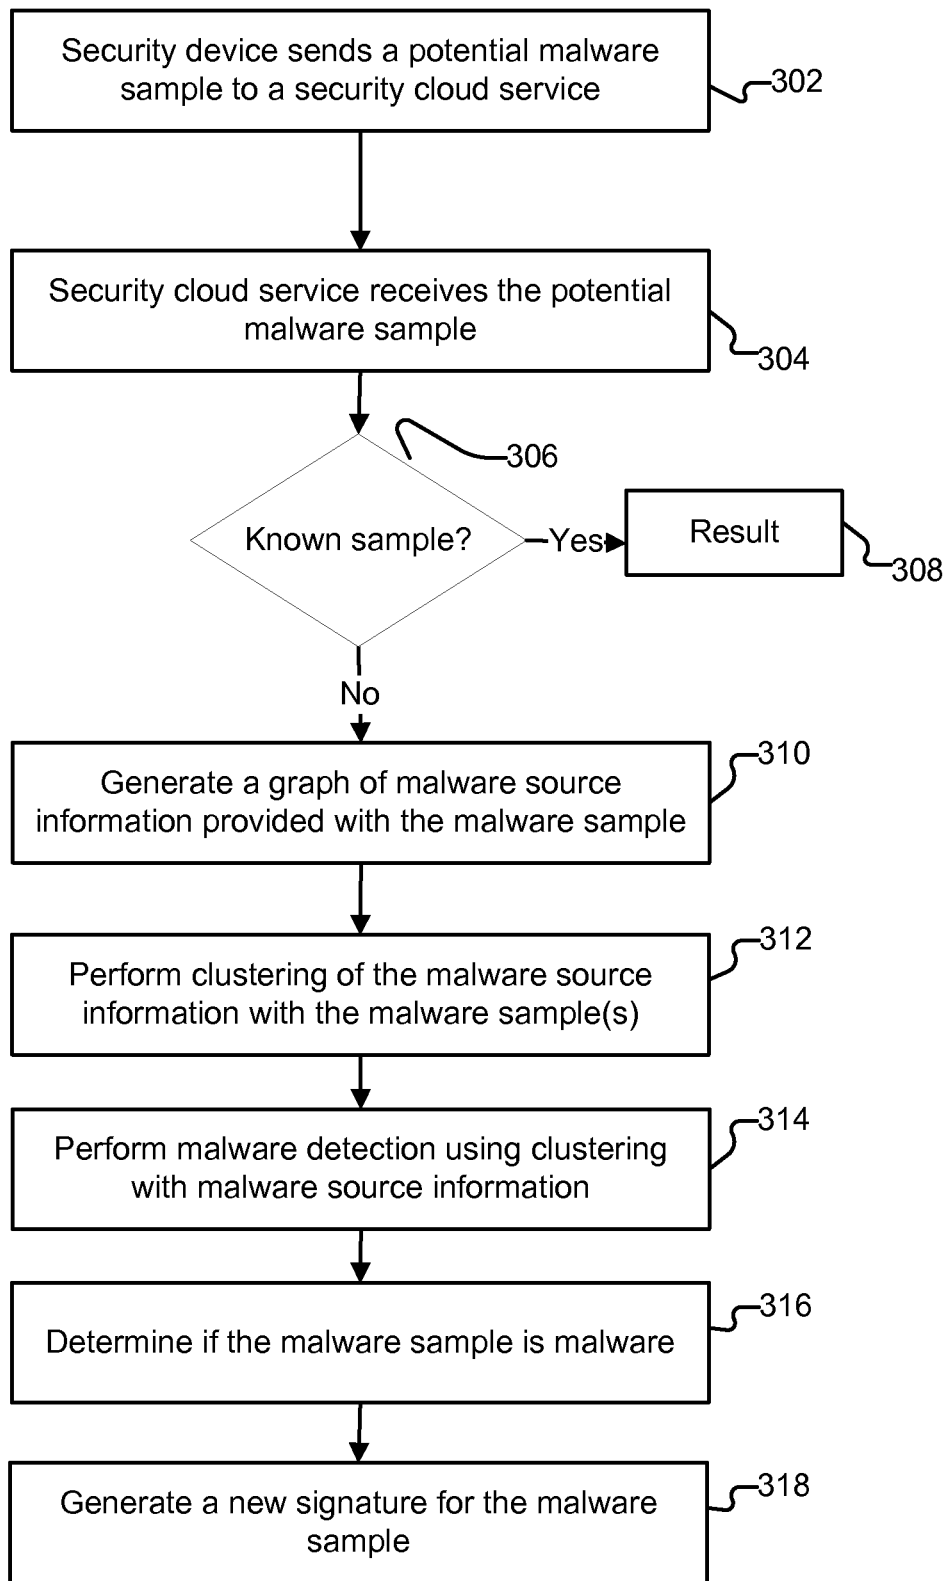 Security device sends a potential malware
sample to a security cloud service
302
Security cloud service receives the potential
malware sample
304
306
Known sample?
Yes
Result
308
No
310
Generate a graph of malware source
information provided with the malware sample
312
Perform clustering of the malware source
information with the malware sample(s)
314
Perform malware detection using clustering
with malware source information
316
Determine if the malware sample is malware
318
Generate a new signature for the malware
sample